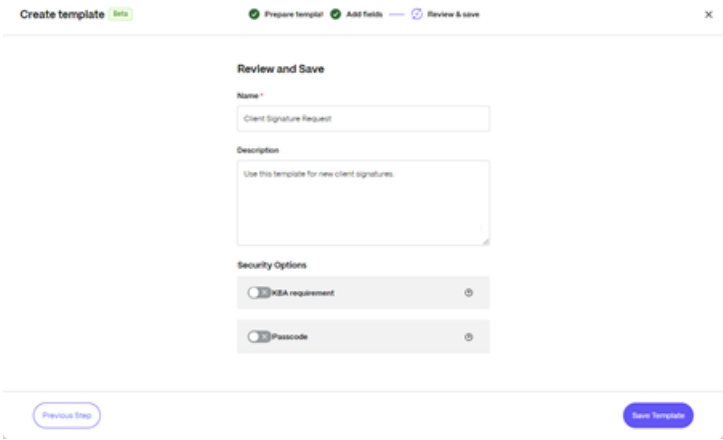 Create template Beta
Prepare templat Add fields Review & save
Review and Save
Name *
Client Signature Request
Description
Use this template for new client signatures.
Security Options
KBA requirement
Passcode
Previous Step
Save Template